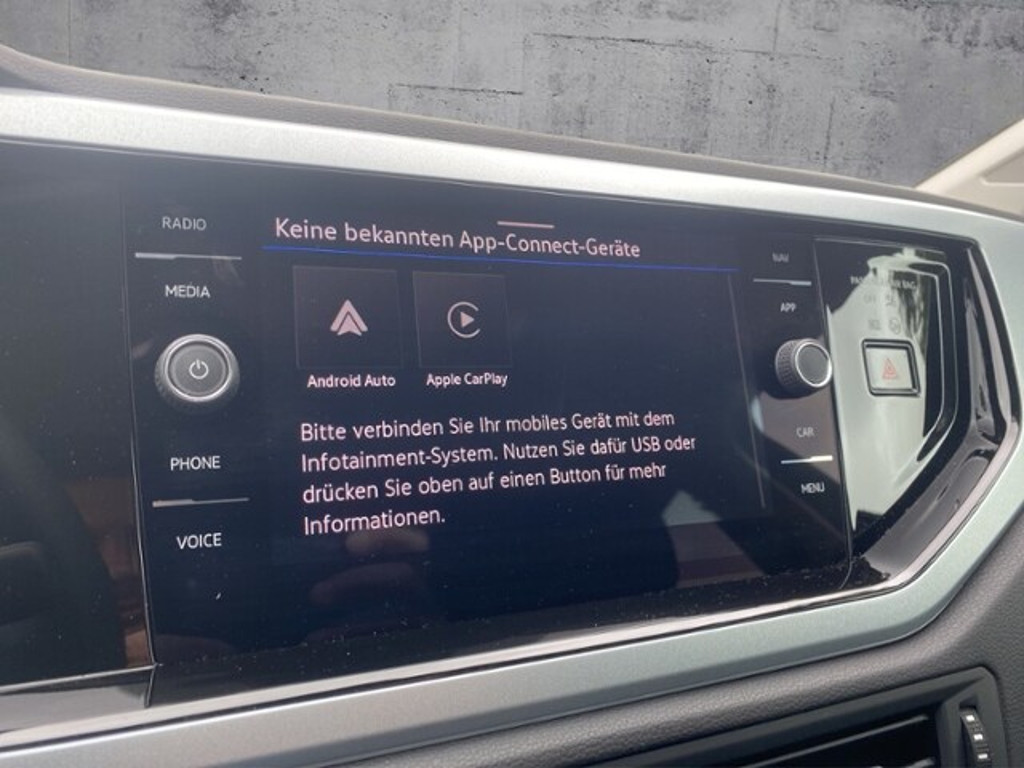 RADIO
MEDIA
PHONE
VOICE
Keine bekannten App-Connect-Geräte
Android Auto
Apple CarPlay
Bitte verbinden Sie Ihr mobiles Gerät mit dem
Infotainment-System. Nutzen Sie dafür USB oder
drücken Sie oben auf einen Button für mehr
Informationen.
NAV
APP
CAR
MENU